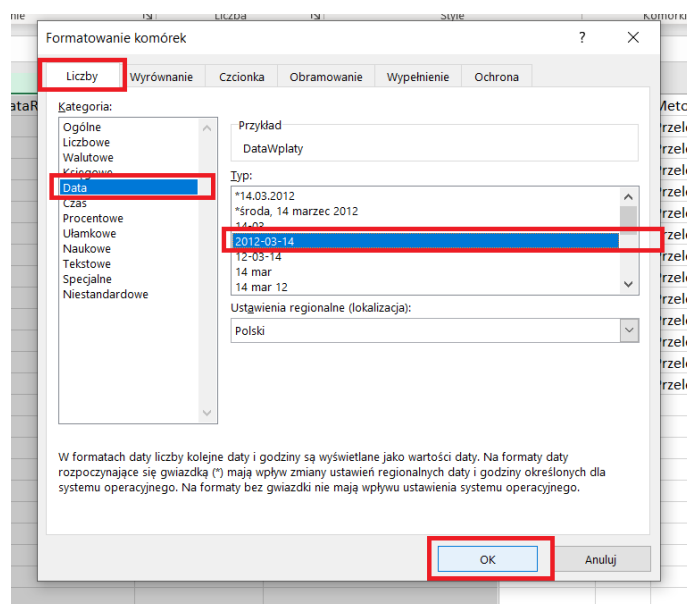 Liczba
Style
Komórki
Formatowanie komórek ? ×
Liczby Wyrównanie Czcionka Obramowanie Wypełnienie Ochrona
Kategoria:
Ogólne
Liczbowe
Walutowe
Księgowe
Data
Czas
Procentowe
Ułamkowe
Naukowe
Tekstowe
Specjalne
Niestandardowe
Przykład
DataWplaty
Typ:
*14.03.2012
*środa, 14 marzec 2012
14-03
2012-03-14
12-03-14
14 mar
14 mar 12
Ustawienia regionalne (lokalizacja):
Polski
W formatach daty liczby kolejne daty i godziny są wyświetlane jako wartości daty. Na formaty daty
rozpoczynające się gwiazdką (*) mają wpływ zmiany ustawień regionalnych daty i godziny określonych dla
systemu operacyjnego. Na formaty bez gwiazdki nie mają wpływu ustawienia systemu operacyjnego.
OK Anuluj